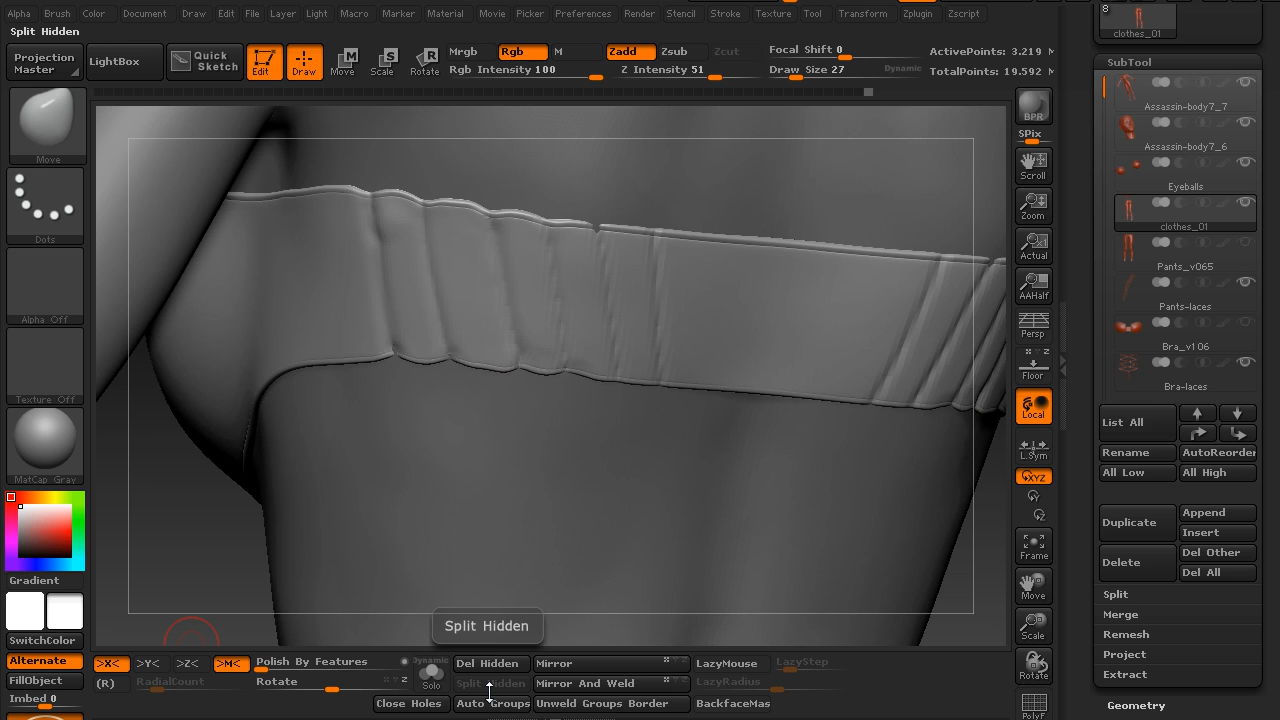 Alpha Brush Color Document Draw Edit File Layer Light Macro Marker Material Movie Picker Preferences Render Stencil Stroke Texture Tool Transform Zplugin Zscript
Split Hidden
Projection Master
LightBox
Quick Sketch
Edit
Draw
Move
Scale
Rotate
Mrgb Rgb M
Rgb Intensity 100
Zadd Zsub Zcut
Z Intensity 51
Focal Shift 0
Draw Size 27
Dynamic
ActivePoints: 3.219 M
TotalPoints: 19.592 M
Move
Dots
Alpha Off
Texture Off
MatCap Gray
Gradient
SwitchColor
Alternate
FillObject
Imbed 0
BPR
SPix
Scroll
Zoom
Actual
AAHalf
Persp
Floor
Local
L.Sym
XYZ
Y
Z
Frame
Move
Scale
Rotate
PolyF
8
clothes_01
SubTool
Assassin-body7_7
Assassin-body7_6
Eyeballs
clothes_01
Pants_v065
Pants-laces
Bra_v106
Bra-laces
List All
Rename AutoReorder
All Low All High
Duplicate
Append
Insert
Delete
Del Other
Del All
Split
Merge
Remesh
Project
Extract
Geometry
Split Hidden
>X< >Y< >Z< >M<
(R) RadialCount
Polish By Features
Rotate
Dynamic
Solo
Del Hidden
Split Hidden
Close Holes
Auto Groups
Mirror
Mirror And Weld
Unweld Groups Border
LazyMouse
LazyRadius
BackfaceMas
LazyStep